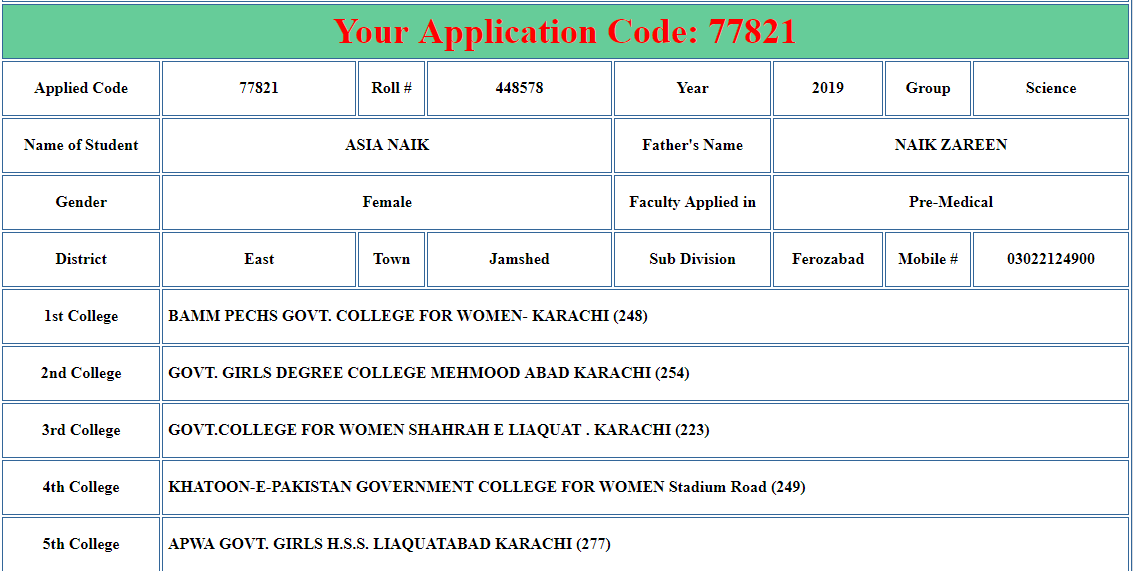 Your Application Code: 77821
Applied Code 77821 Roll # 448578 Year 2019 Group Science
Name of Student ASIA NAIK Father's Name NAIK ZAREEN
Gender Female Faculty Applied in Pre-Medical
District East Town Jamshed Sub Division Ferozabad Mobile # 03022124900
1st College BAMM PECHS GOVT. COLLEGE FOR WOMEN- KARACHI (248)
2nd College GOVT. GIRLS DEGREE COLLEGE MEHMOOD ABAD KARACHI (254)
3rd College GOVT.COLLEGE FOR WOMEN SHAHRAH E LIAQUAT . KARACHI (223)
4th College KHATOON-E-PAKISTAN GOVERNMENT COLLEGE FOR WOMEN Stadium Road (249)
5th College APWA GOVT. GIRLS H.S.S. LIAQUATABAD KARACHI (277)